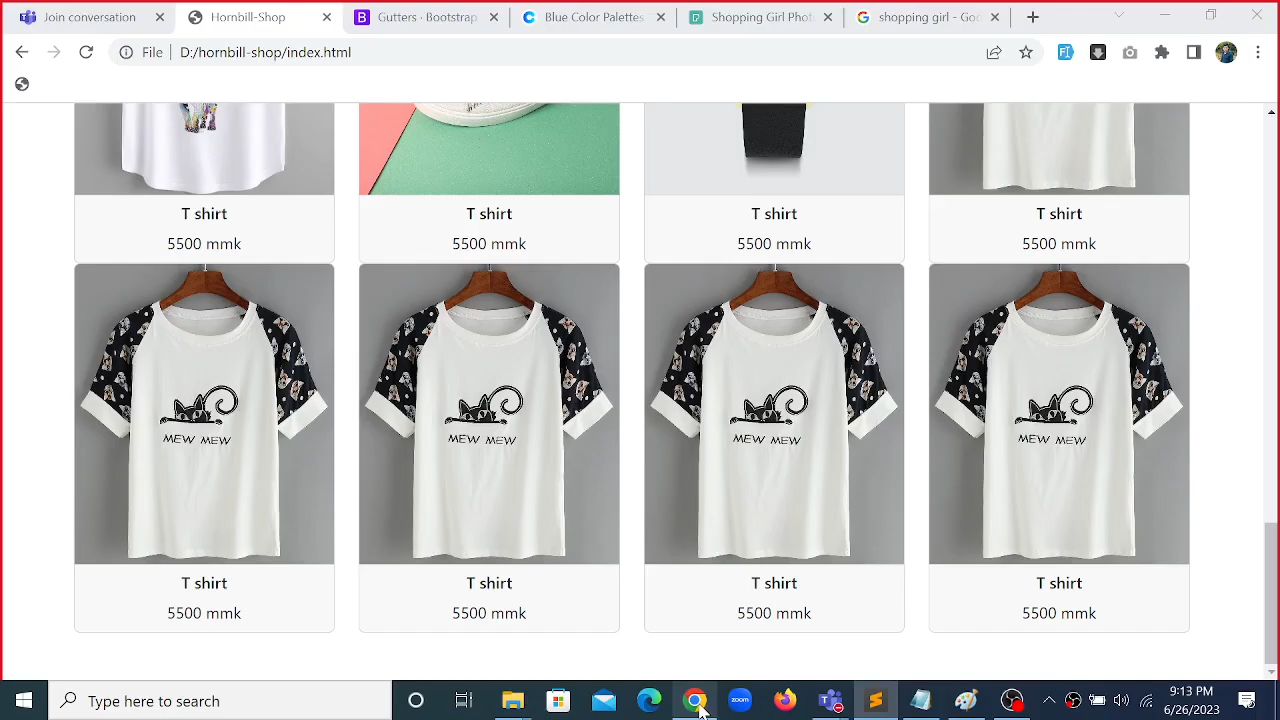 Join conversation
Hornbill-Shop
Gutters · Bootstrap
Blue Color Palettes
Shopping Girl Phot
shopping girl - Goo
File
D:/hornbill-shop/index.html
T shirt
T shirt
T shirt
T shirt
5500 mmk
5500 mmk
5500 mmk
5500 mmk
MEW MEW
MEW MEW
MEW MEW
MEW MEW
T shirt
T shirt
T shirt
T shirt
5500 mmk
5500 mmk
5500 mmk
5500 mmk
Type here to search
zoom
9:13 PM
6/26/2023